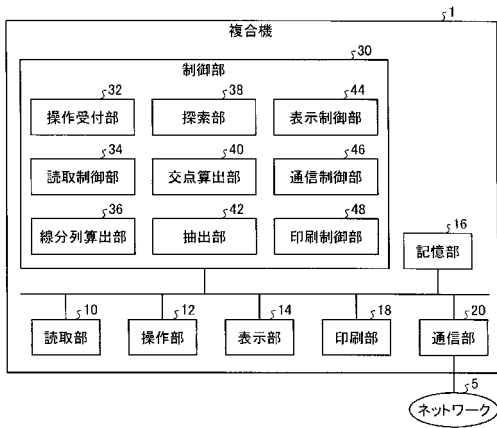 1
複合機
30
制御部
32
操作受付部
38
探索部
44
表示制御部
34
読取制御部
40
交点算出部
46
通信制御部
36
線分列算出部
42
抽出部
48
印刷制御部
16
記憶部
10
読取部
12
操作部
14
表示部
18
印刷部
20
通信部
5
ネットワーク